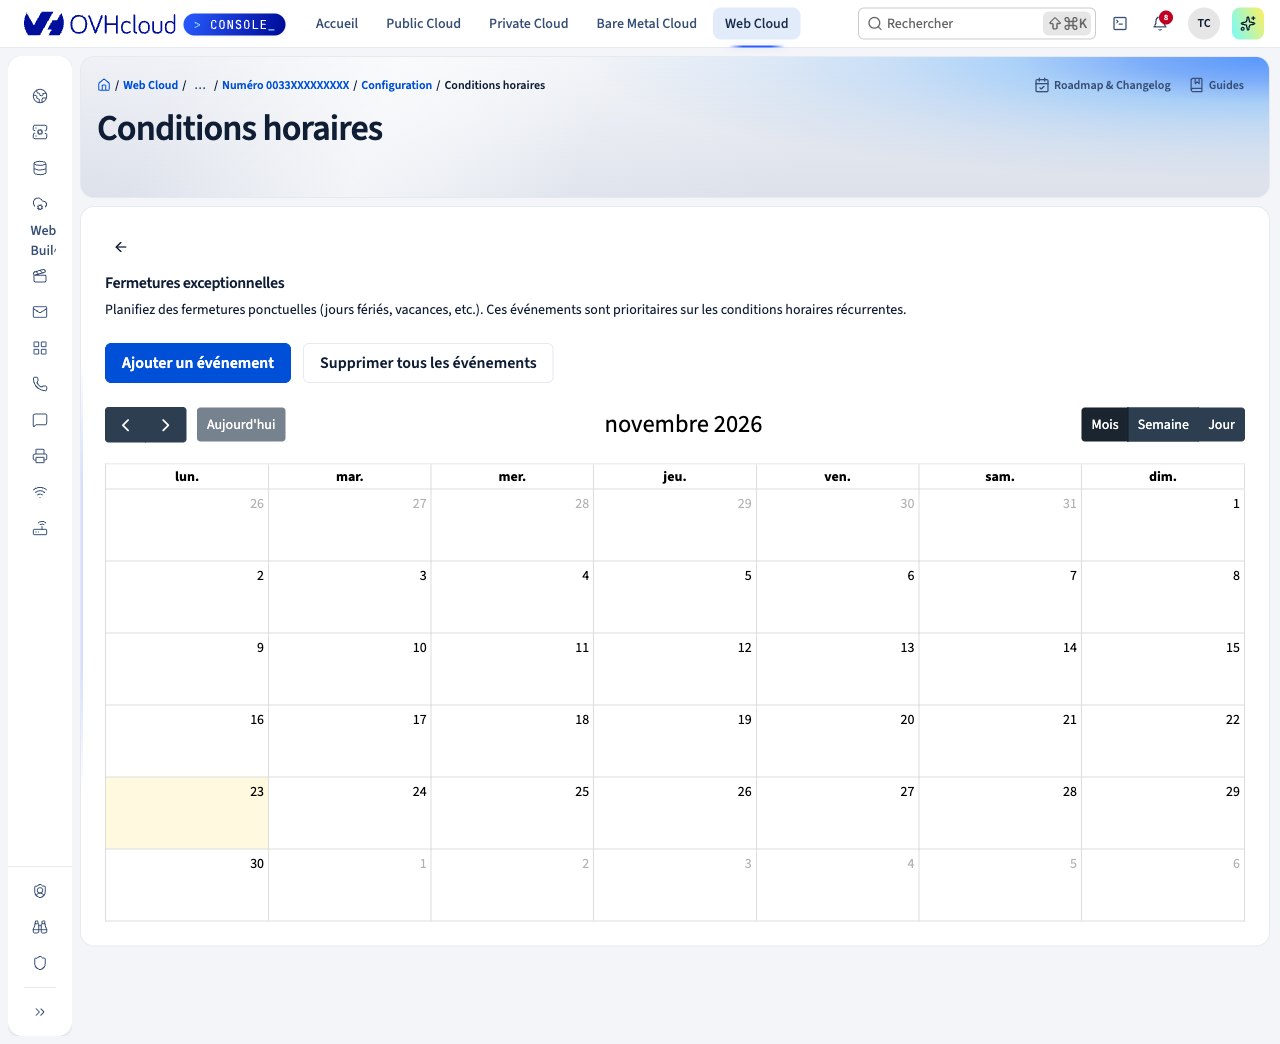 OVHcloud > CONSOLE_ Accueil Public Cloud Private Cloud Bare Metal Cloud Web Cloud Rechercher ⇧⌘K 8 TC
/ Web Cloud / ... / Numéro 0033XXXXXXXXX / Configuration / Conditions horaires Roadmap & Changelog Guides
Conditions horaires
Web
Buil
Fermetures exceptionnelles
Planifiez des fermetures ponctuelles (jours fériés, vacances, etc.). Ces événements sont prioritaires sur les conditions horaires récurrentes.
Ajouter un événement Supprimer tous les événements
Aujourd'hui novembre 2026 Mois Semaine Jour
lun. mar. mer. jeu. ven. sam. dim.
26 27 28 29 30 31 1
2 3 4 5 6 7 8
9 10 11 12 13 14 15
16 17 18 19 20 21 22
23 24 25 26 27 28 29
30 1 2 3 4 5 6